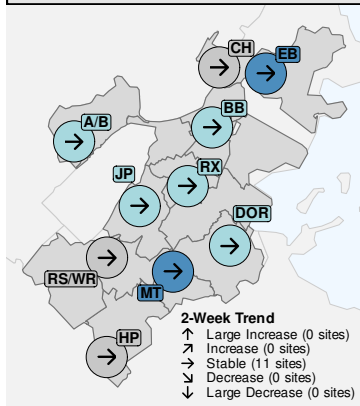 CH
EB
BB
A/B
RX
JP
DOR
RS/WR
MT
HP
2-Week Trend
↑ Large Increase (0 sites)
↗ Increase (0 sites)
→ Stable (11 sites)
↘ Decrease (0 sites)
↓ Large Decrease (0 sites)